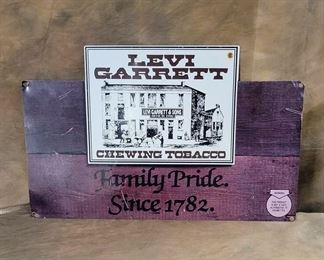 LEVI
GARRETT
LEVI GARRETT & SONS
CHEWING TOBACCO
Family Pride.
Since 1782.